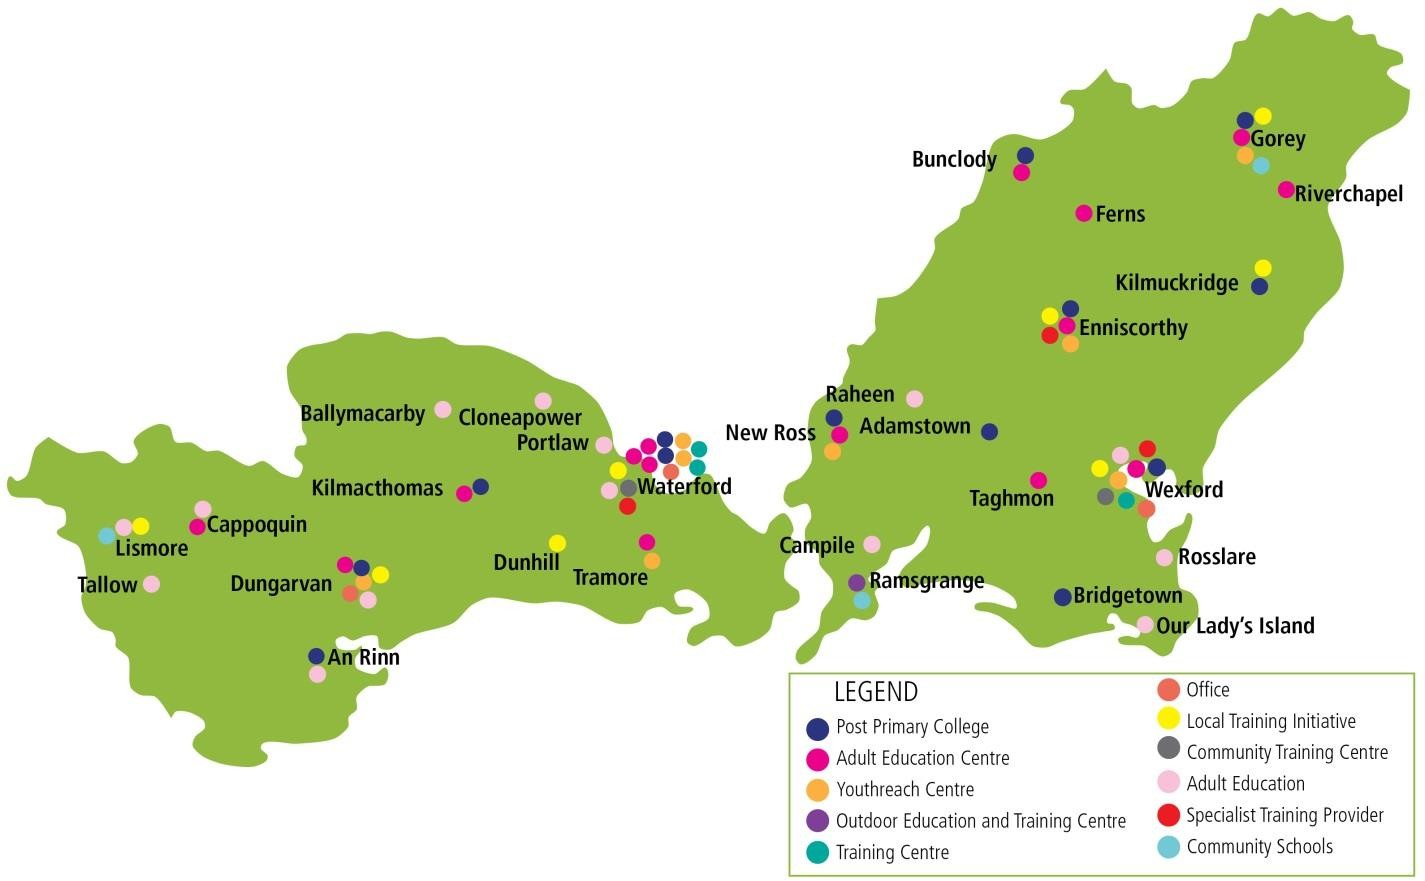 Gorey
Bunclody
Riverchapel
Ferns
Kilmuckridge
Enniscorthy
Raheen
Ballymacarby
Cloneapower
Adamstown
New Ross
Portlaw
Waterford
Kilmacthomas
Wexford
Taghmon
Cappoquin
Campile
Lismore
Rosslare
Dunhill
Tramore
Ramsgrange
Dungarvan
Tallow
Bridgetown
Our Lady's Island
An Rinn
LEGEND
Post Primary College
Adult Education Centre
Youthreach Centre
Outdoor Education and Training Centre
Training Centre
Office
Local Training Initiative
Community Training Centre
Adult Education
Specialist Training Provider
Community Schools